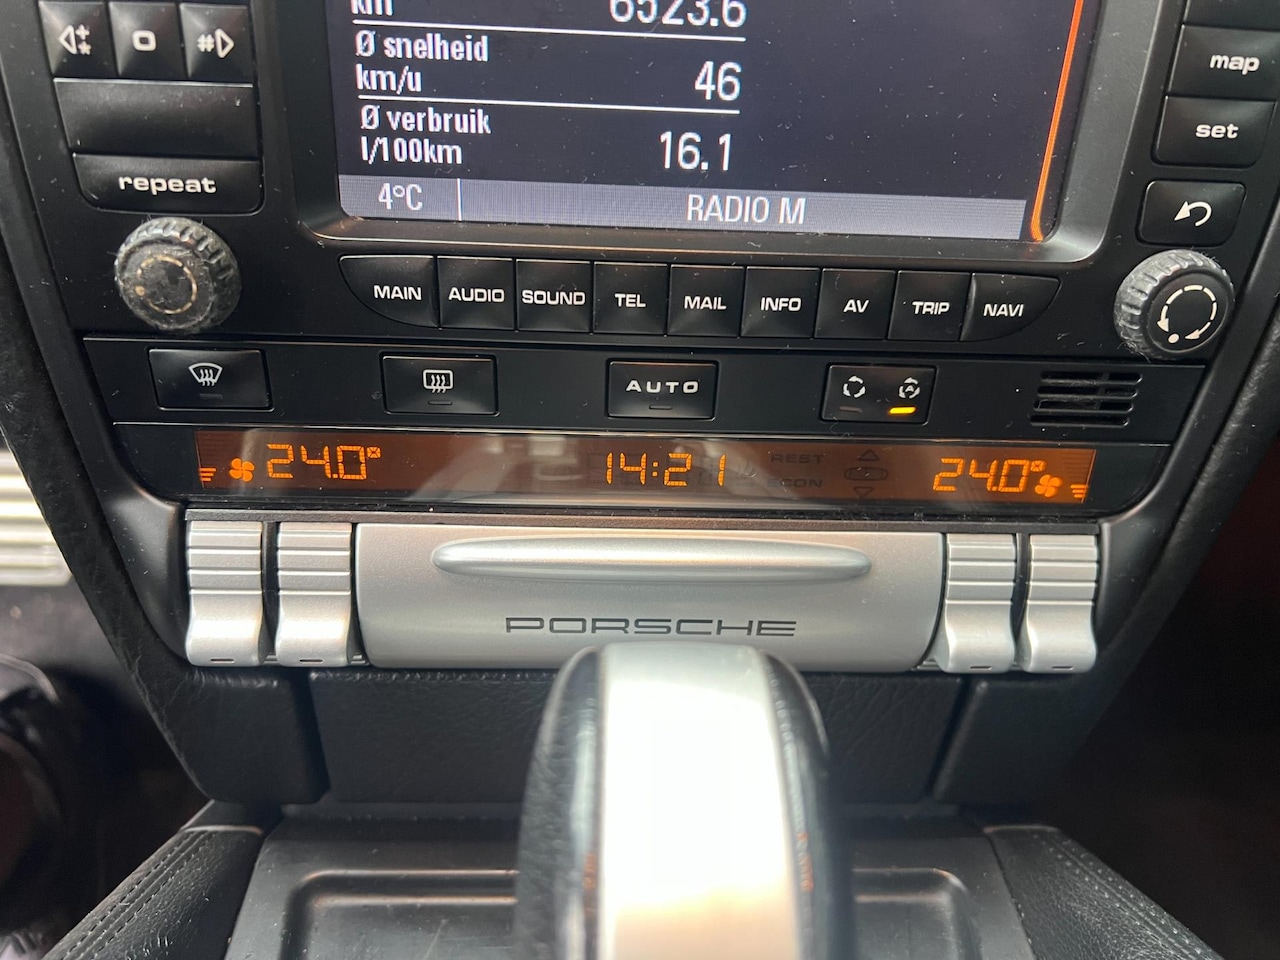 km 6523.6
Ø snelheid
km/u 46
Ø verbruik
l/100km 16.1
4°C RADIO M
map
set
#
repeat
MAIN AUDIO SOUND TEL MAIL INFO AV TRIP NAVI
AUTO A
24.0° 14:21 REST 24.0°
ECON
PORSCHE